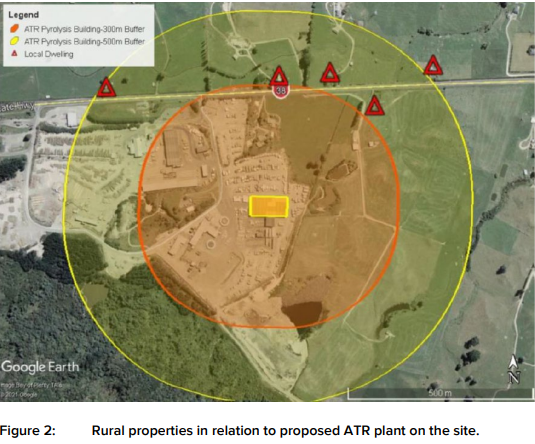 Legend
ATR Pyrolysis Building-300m Buffer
ATR Pyrolysis Building-500m Buffer
Local Dwelling
38
Google Earth
500 m
N
Figure 2: Rural properties in relation to proposed ATR plant on the site.